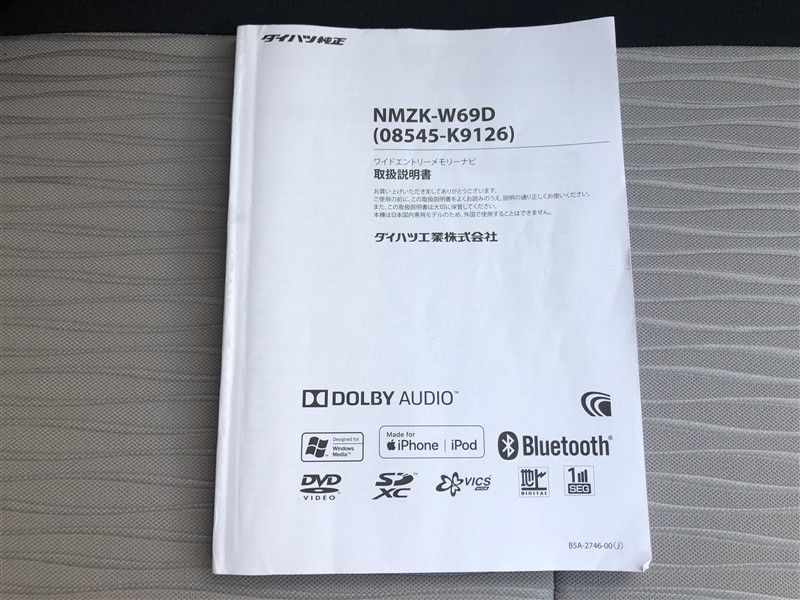 ダイハツ純正
NMZK-W69D
(08545-K9126)
ワイドエントリーメモリーナビ
取扱説明書
お買い上げいただきましてありがとうございます。
ご使用の前に、この取扱説明書をよくお読みのうえ、説明の通り正しくお使いください。
また、この取扱説明書は大切に保管してください。
本機は日本国内専用モデルのため、外国で使用することはできません。
ダイハツ工業株式会社
DOLBY AUDIO™
Designed for
Windows
Media™
Made for
iPhone | iPod
Bluetooth®
DVD
VIDEO
SD
XC™
VICS
WIDE
地上
DIGITAL
1
SEG
B5A-2746-00(J)